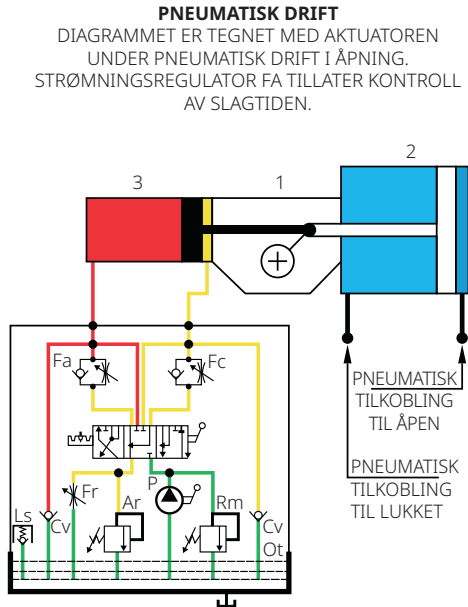 PNEUMATISK DRIFT
DIAGRAMMET ER TEGNET MED AKTUATOREN
UNDER PNEUMATISK DRIFT I ÅPNING.
STRØMNINGSREGULATOR FA TILLATER KONTROLL
AV SLAGTIDEN.
2
3
1
Fa
Fc
PNEUMATISK
TILKOBLING
TIL ÅPEN
PNEUMATISK
TILKOBLING
TIL LUKKET
P
Fr
Ar
Rm
Ls
Cv
Cv
Ot